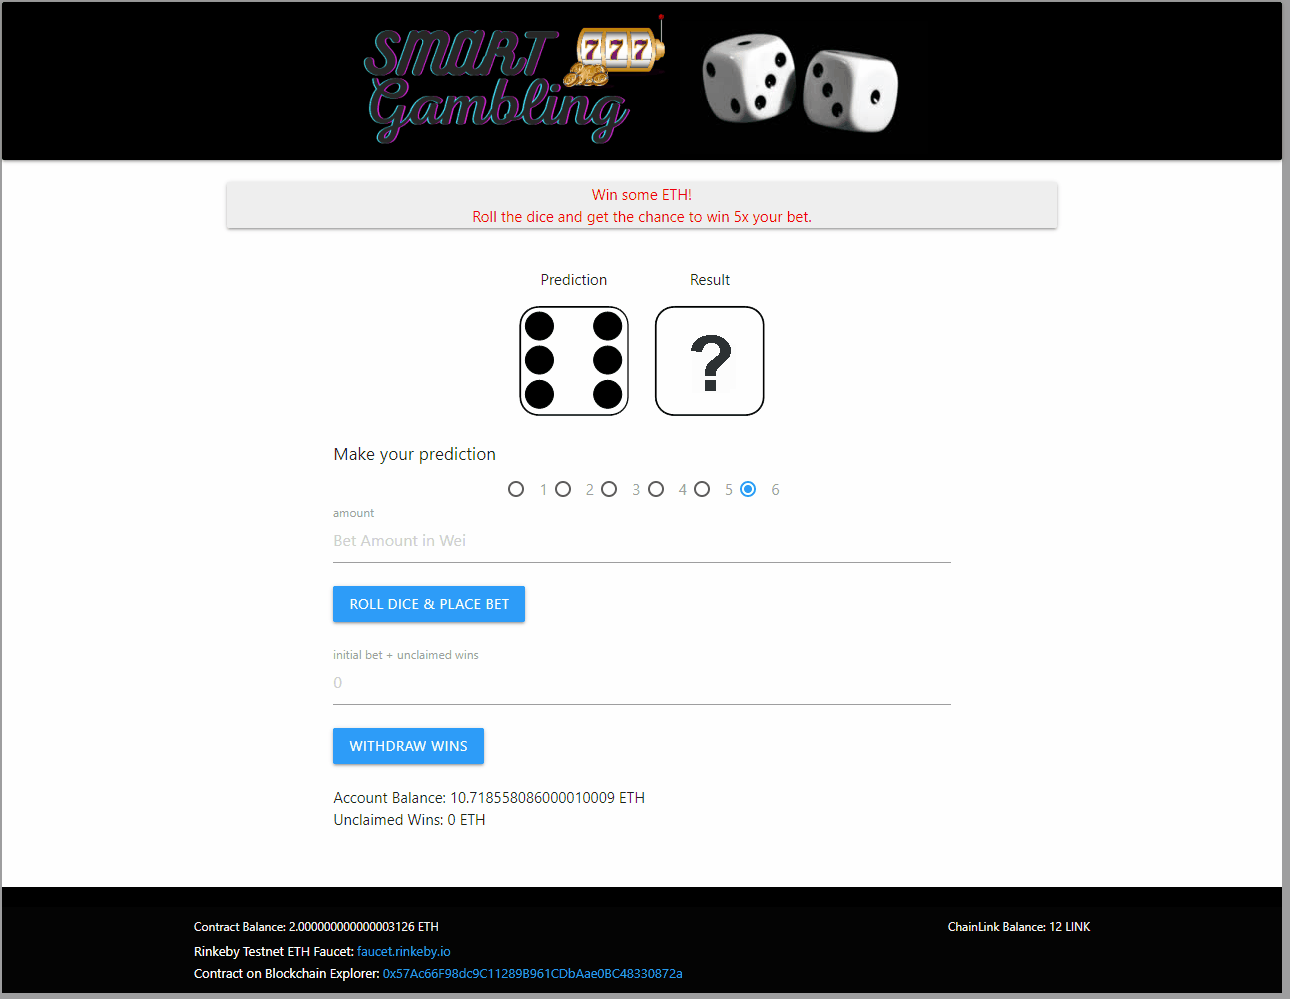 SMART
777
Gambling
Win some ETH!
Roll the dice and get the chance to win 5x your bet.
Prediction Result
?
Make your prediction
1 2 3 4 5 6
amount
Bet Amount in Wei
ROLL DICE & PLACE BET
initial bet + unclaimed wins
0
WITHDRAW WINS
Account Balance: 10.718558086000010009 ETH
Unclaimed Wins: 0 ETH
Contract Balance: 2.000000000000003126 ETH ChainLink Balance: 12 LINK
Rinkeby Testnet ETH Faucet: faucet.rinkeby.io
Contract on Blockchain Explorer: 0x57Ac66F98dc9C11289B961CDbAae0BC48330872a